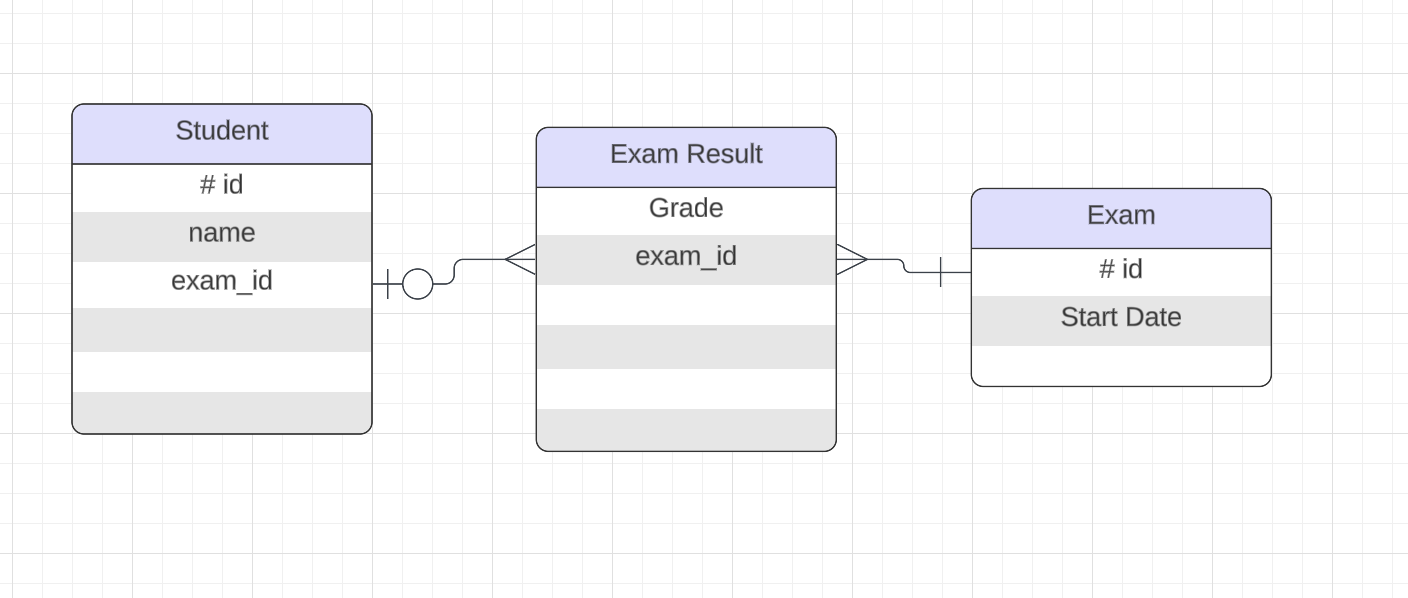 Student
# id
name
exam_id
Exam Result
Grade
exam_id
Exam
# id
Start Date